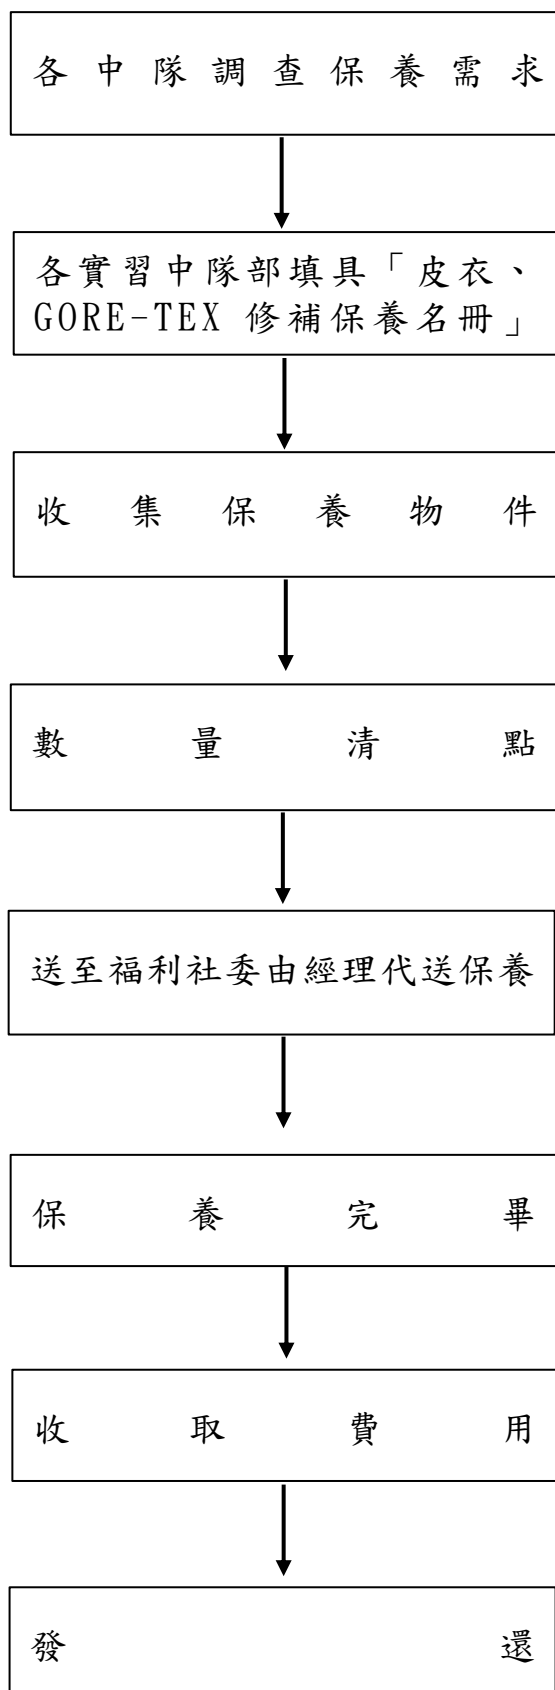 各中隊調查保養需求
各實習中隊部填具「皮衣、
GORE-TEX 修補保養名冊」
收集保養物件
數量清點
送至福利社委由經理代送保養
保養完畢
收取費用
發還